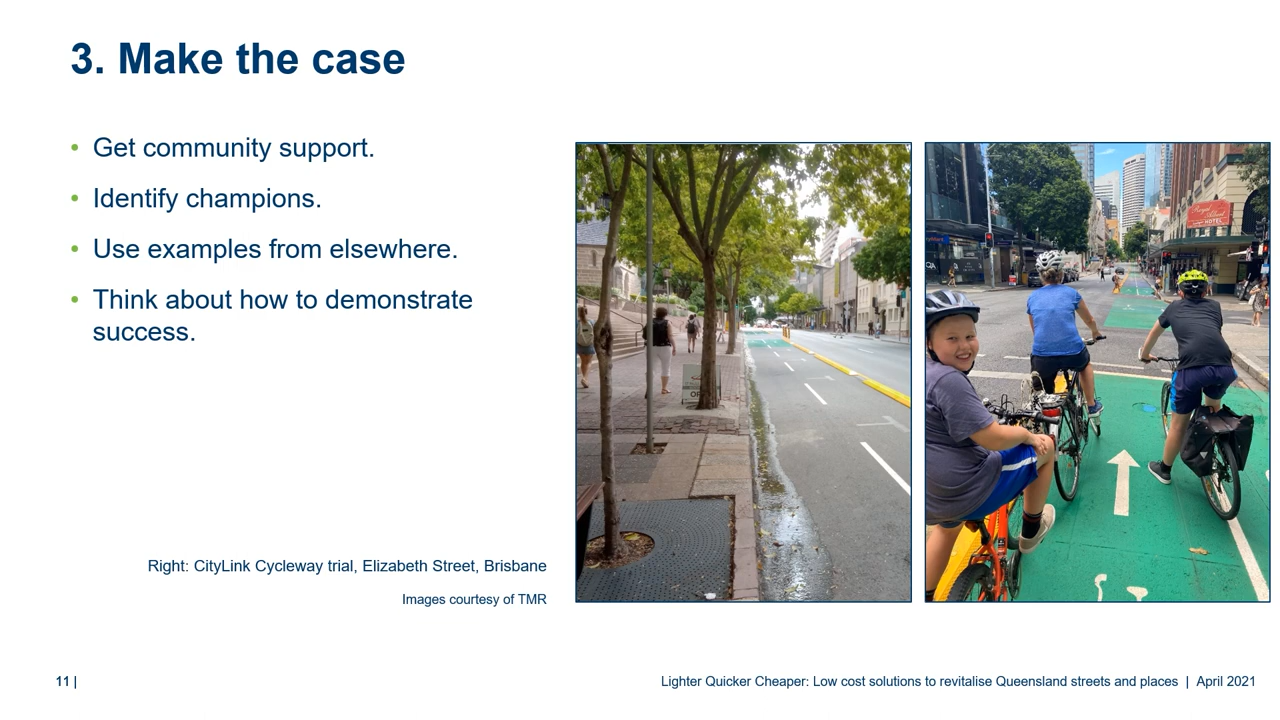 3. Make the case
• Get community support.
• Identify champions.
• Use examples from elsewhere.
• Think about how to demonstrate
success.
Right: CityLink Cycleway trial, Elizabeth Street, Brisbane
Images courtesy of TMR
HOTEL
11 |
Lighter Quicker Cheaper: Low cost solutions to revitalise Queensland streets and places | April 2021